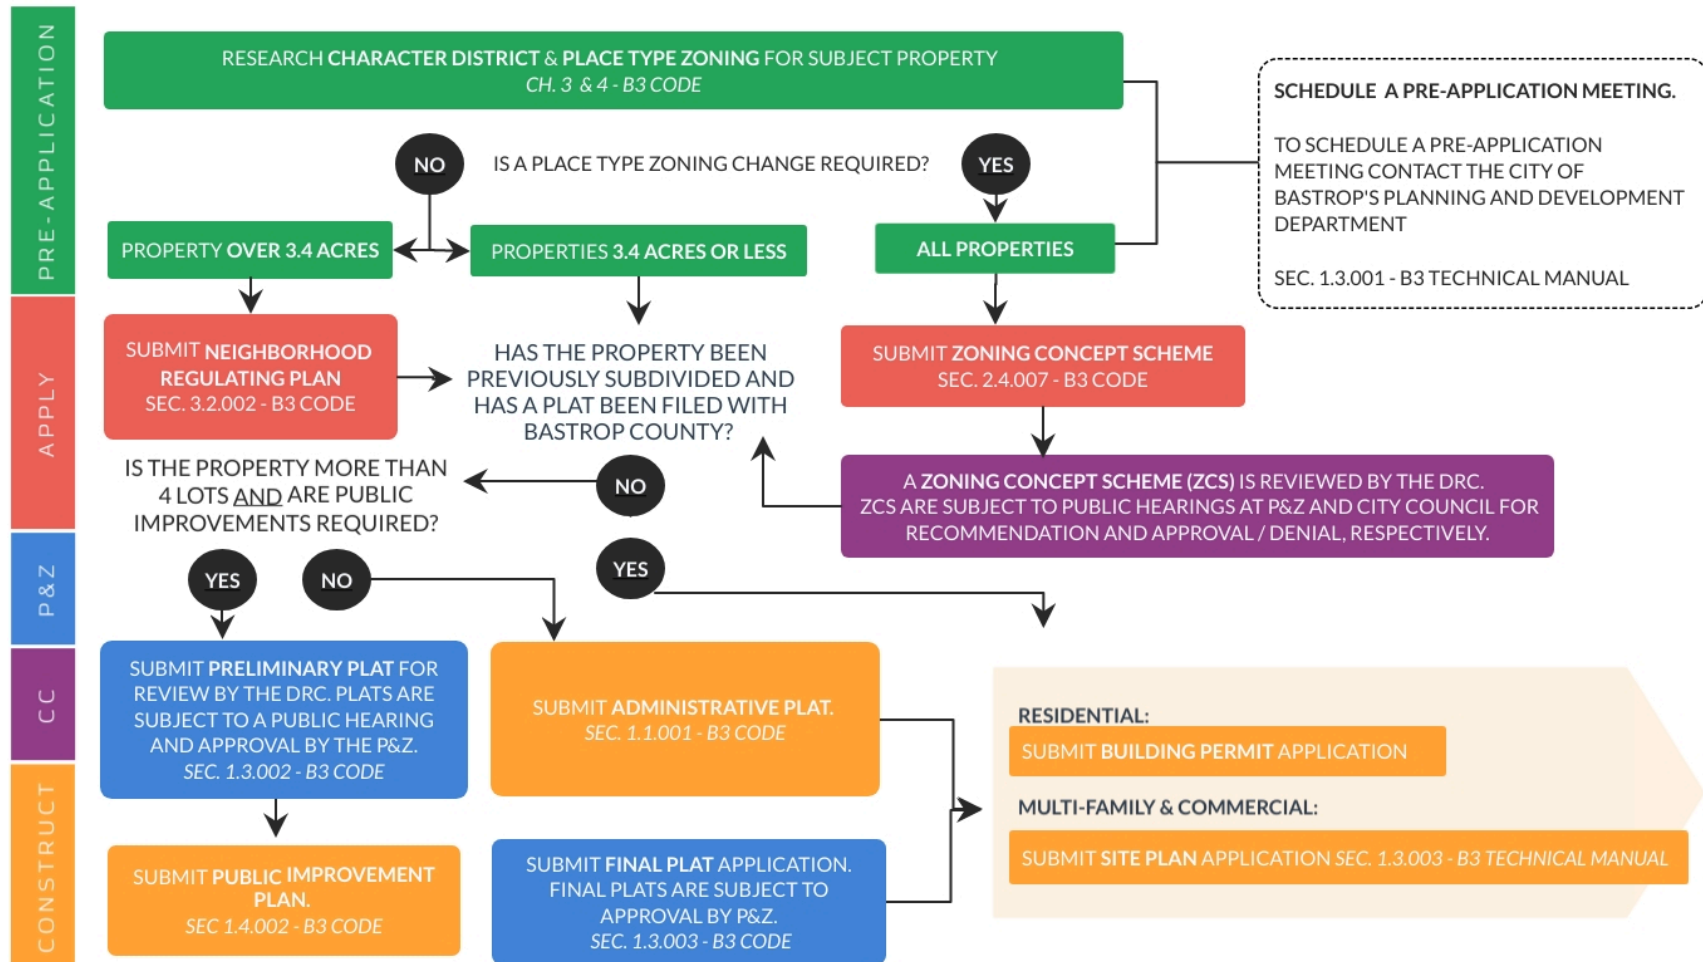 PRE-APPLICATION
APPLY
P&Z
CC
CONSTRUCT
RESEARCH CHARACTER DISTRICT & PLACE TYPE ZONING FOR SUBJECT PROPERTY
CH. 3 & 4 - B3 CODE
NO
IS A PLACE TYPE ZONING CHANGE REQUIRED?
YES
SCHEDULE A PRE-APPLICATION MEETING.
TO SCHEDULE A PRE-APPLICATION
MEETING CONTACT THE CITY OF
BASTROP'S PLANNING AND DEVELOPMENT
DEPARTMENT
SEC. 1.3.001 - B3 TECHNICAL MANUAL
PROPERTY OVER 3.4 ACRES
PROPERTIES 3.4 ACRES OR LESS
ALL PROPERTIES
SUBMIT NEIGHBORHOOD
REGULATING PLAN
SEC. 3.2.002 - B3 CODE
HAS THE PROPERTY BEEN
PREVIOUSLY SUBDIVIDED AND
HAS A PLAT BEEN FILED WITH
BASTROP COUNTY?
SUBMIT ZONING CONCEPT SCHEME
SEC. 2.4.007 - B3 CODE
A ZONING CONCEPT SCHEME (ZCS) IS REVIEWED BY THE DRC.
ZCS ARE SUBJECT TO PUBLIC HEARINGS AT P&Z AND CITY COUNCIL FOR
RECOMMENDATION AND APPROVAL / DENIAL, RESPECTIVELY.
IS THE PROPERTY MORE THAN
4 LOTS AND ARE PUBLIC
IMPROVEMENTS REQUIRED?
NO
YES
YES
NO
SUBMIT PRELIMINARY PLAT FOR
REVIEW BY THE DRC. PLATS ARE
SUBJECT TO A PUBLIC HEARING
AND APPROVAL BY THE P&Z.
SEC. 1.3.002 - B3 CODE
SUBMIT ADMINISTRATIVE PLAT.
SEC. 1.1.001 - B3 CODE
RESIDENTIAL:
SUBMIT BUILDING PERMIT APPLICATION
MULTI-FAMILY & COMMERCIAL:
SUBMIT SITE PLAN APPLICATION SEC. 1.3.003 - B3 TECHNICAL MANUAL
SUBMIT PUBLIC IMPROVEMENT
PLAN.
SEC 1.4.002 - B3 CODE
SUBMIT FINAL PLAT APPLICATION.
FINAL PLATS ARE SUBJECT TO
APPROVAL BY P&Z.
SEC. 1.3.003 - B3 CODE